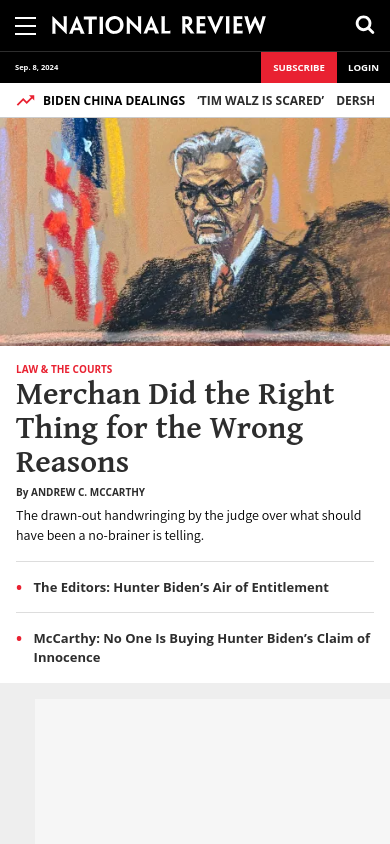 NATIONAL REVIEW
Sep. 8, 2024
SUBSCRIBE
LOGIN
BIDEN CHINA DEALINGS ‘TIM WALZ IS SCARED’ DERSH
LAW & THE COURTS
Merchan Did the Right
Thing for the Wrong
Reasons
By ANDREW C. MCCARTHY
The drawn-out handwringing by the judge over what should
have been a no-brainer is telling.
The Editors: Hunter Biden’s Air of Entitlement
McCarthy: No One Is Buying Hunter Biden’s Claim of
Innocence